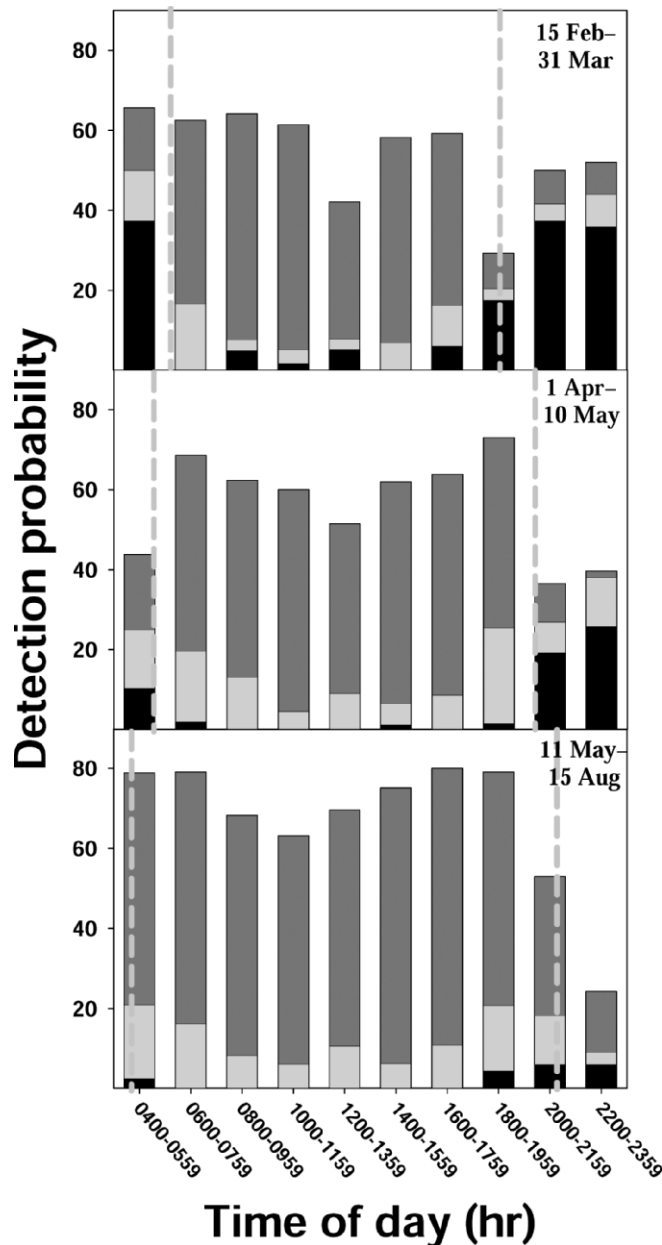 15 Feb–
31 Mar
80
60
40
20
1 Apr–
10 May
80
60
40
20
11 May–
15 Aug
80
60
40
20
Detection probability
0400-0559
0600-0759
0800-0959
1000-1159
1200-1359
1400-1559
1600-1759
1800-1959
2000-2159
2200-2359
Time of day (hr)